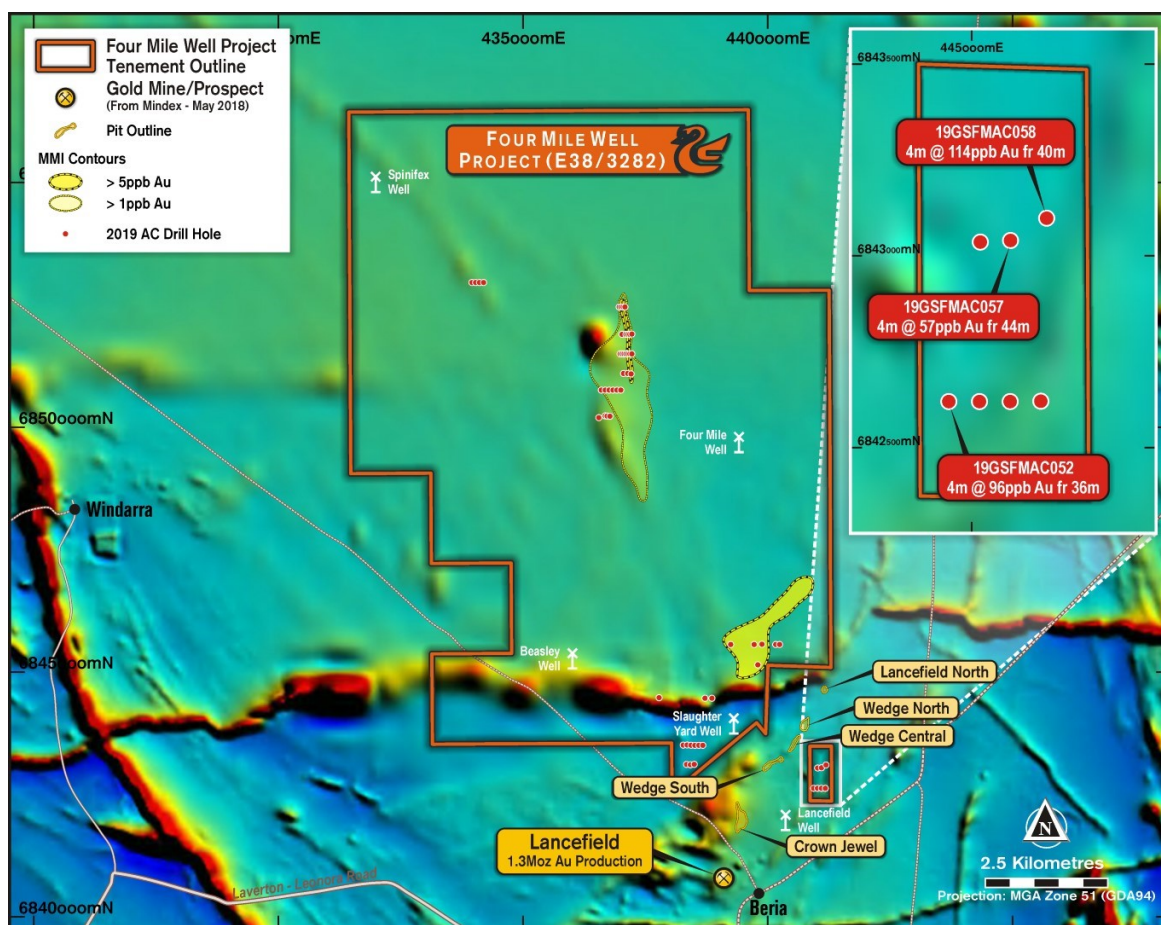 Four Mile Well Project
Tenement Outline
Gold Mine/Prospect
(From Mindex - May 2018)
Pit Outline
MMI Contours
> 5ppb Au
> 1ppb Au
2019 AC Drill Hole
mE
435000mE
440000mE
445000mE
6843500mN
6843000mN
6842500mN
19GSFMAC058
4m @ 114ppb Au fr 40m
19GSFMAC057
4m @ 57ppb Au fr 44m
19GSFMAC052
4m @ 96ppb Au fr 36m
FOUR MILE WELL
PROJECT (E38/3282)
Spinifex
Well
6850000mN
Four Mile
Well
Windarra
6845000mN
Beasley
Well
Lancefield North
Wedge North
Slaughter
Yard Well
Wedge Central
Wedge South
Lancefield
Well
Crown Jewel
Lancefield
1.3Moz Au Production
Laverton - Leonora Road
Beria
6840000mN
N
2.5 Kilometres
Projection: MGA Zone 51 (GDA94)